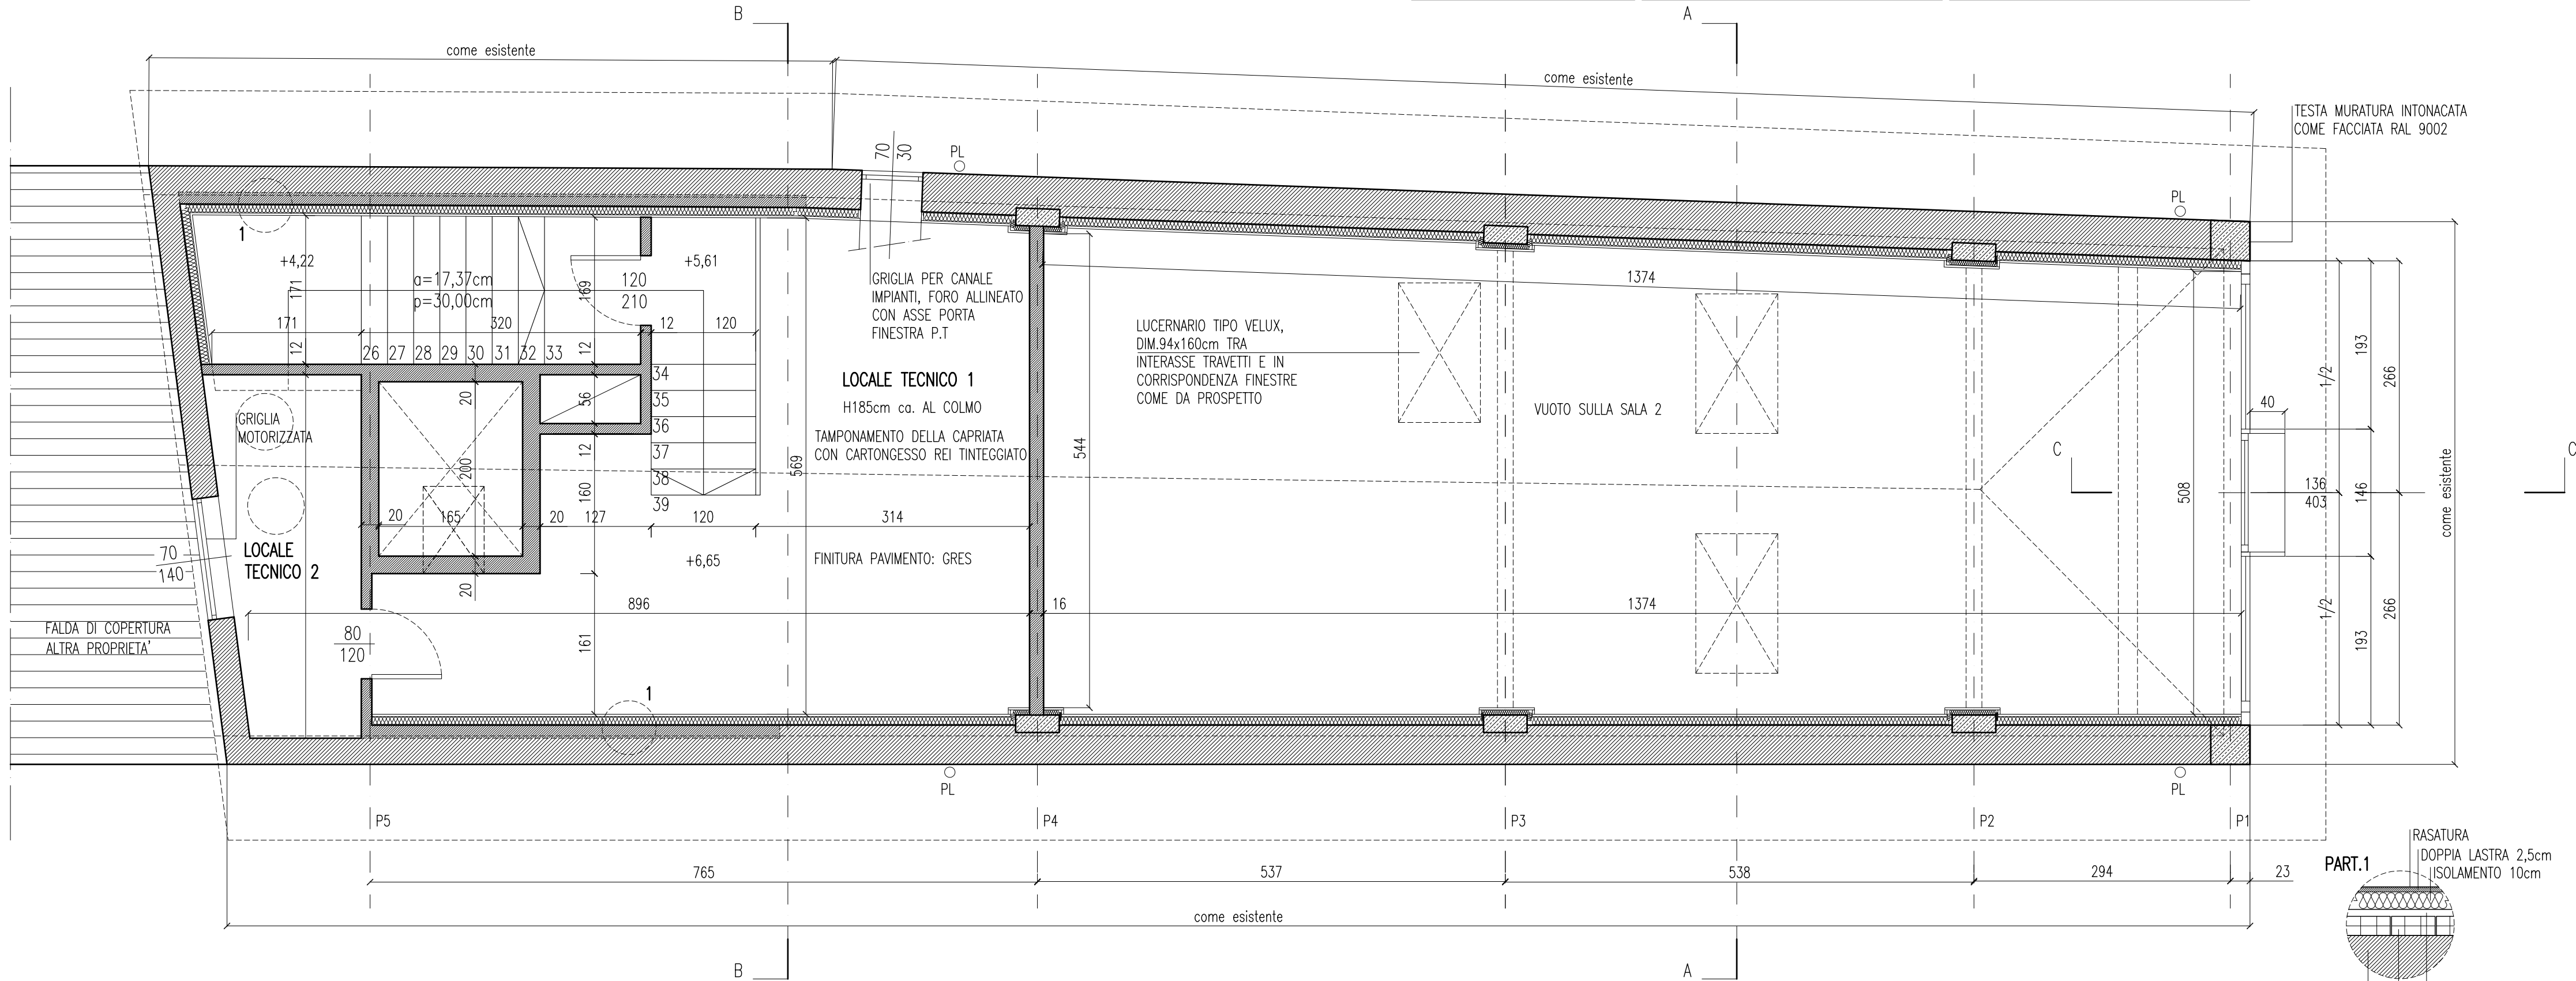 B
A
come esistente
come esistente
TESTA MURATURA INTONACATA
COME FACCIATA RAL 9002
70
30
PL
PL
1
+4,22
171
a=17,37cm
p=30,00cm
169
120
210
+5,61
GRIGLIA PER CANALE
IMPIANTI, FORO ALLINEATO
CON ASSE PORTA
FINESTRA P.T
1374
171
320
12
120
12
12
26
27
28
29
30
31
32
33
34
35
36
37
38
39
LUCERNARIO TIPO VELUX,
DIM.94x160cm TRA
INTERASSE TRAVETTI E IN
CORRISPONDENZA FINESTRE
COME DA PROSPETTO
LOCALE TECNICO 1
H185cm ca. AL COLMO
TAMPONAMENTO DELLA CAPRIATA
CON CARTONGESSO REI TINTEGGIATO
VUOTO SULLA SALA 2
193
1/2
266
40
20
56
12
GRIGLIA
MOTORIZZATA
200
160
569
544
508
C
C
136
403
146
come esistente
20
165
20
127
120
314
70
140
LOCALE
TECNICO 2
20
+6,65
FINITURA PAVIMENTO: GRES
896
16
1374
1/2
193
266
FALDA DI COPERTURA
ALTRA PROPRIETA'
80
120
161
1
PL
PL
P5
P4
P3
P2
P1
RASATURA
DOPPIA LASTRA 2,5cm
ISOLAMENTO 10cm
PART.1
765
537
538
294
23
come esistente
B
A